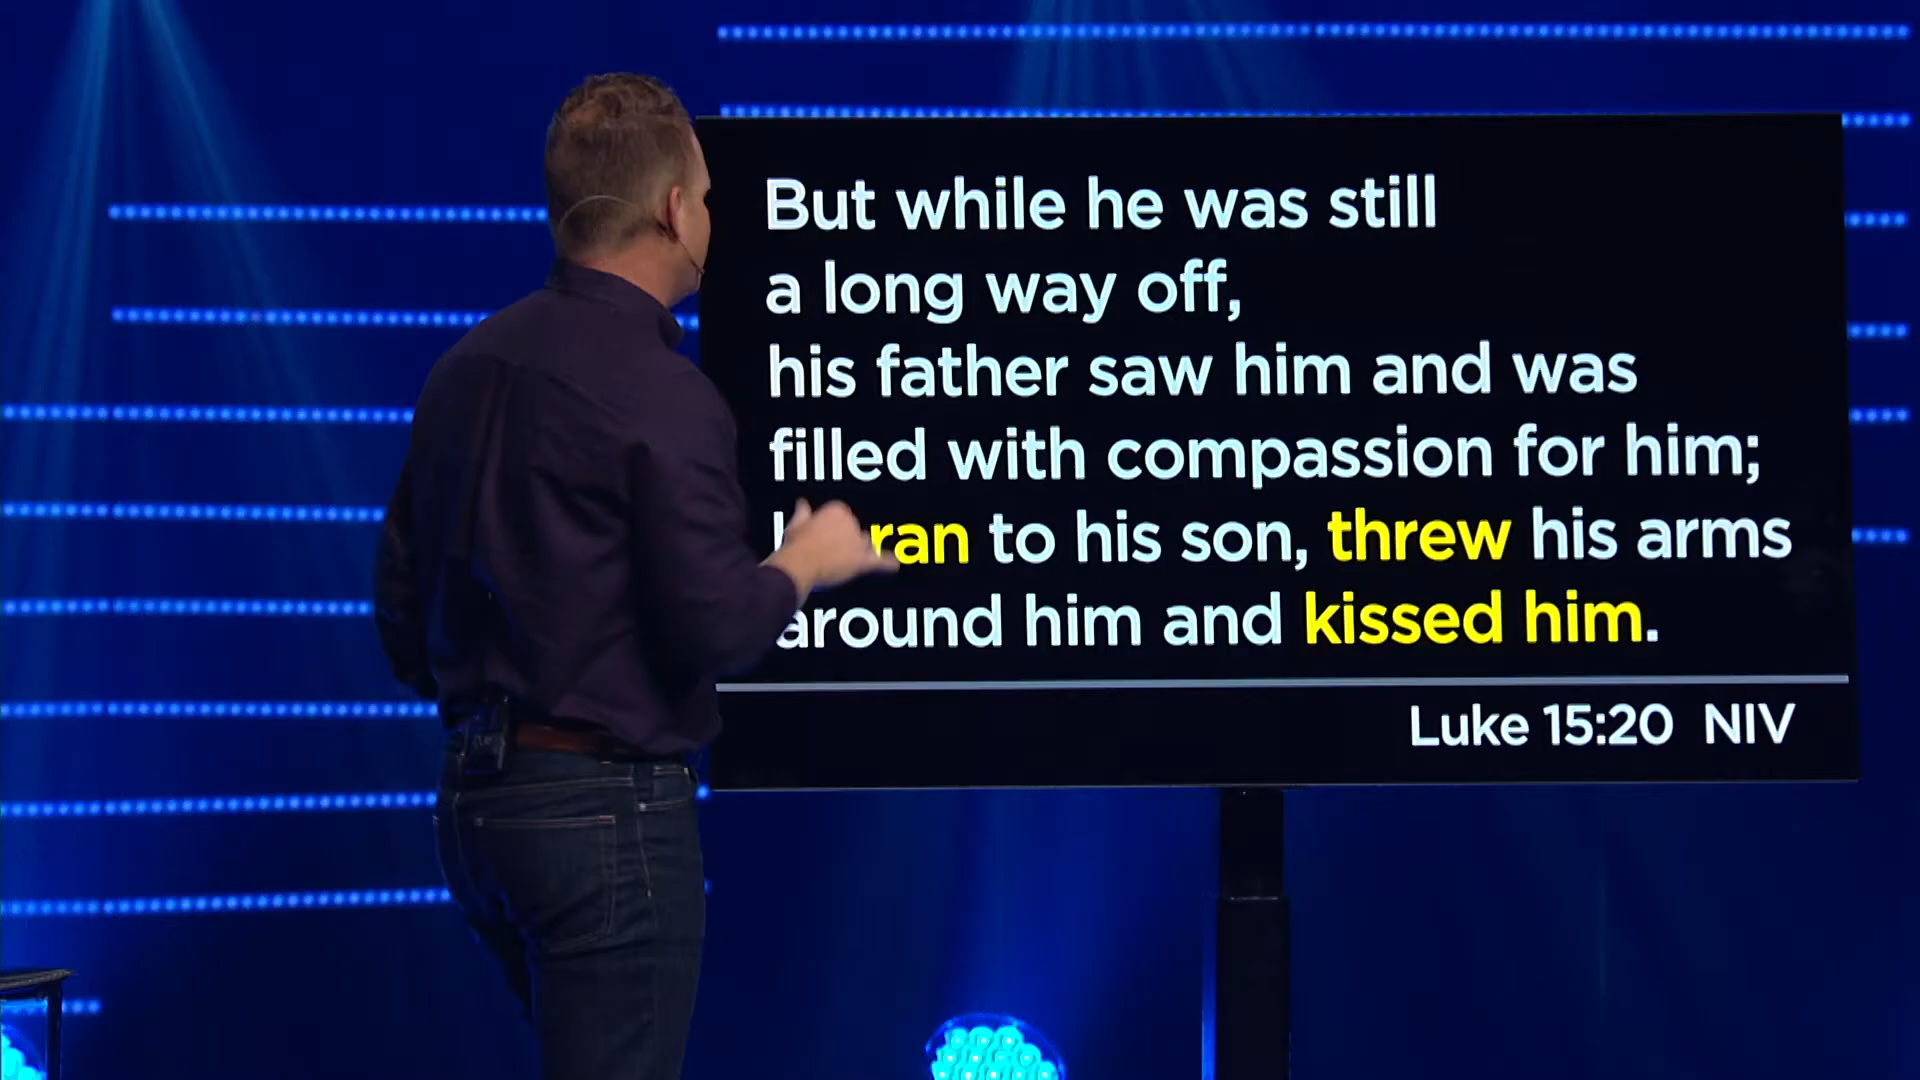 But while he was still
a long way off,
his father saw him and was
filled with compassion for him;
ran to his son, threw his arms
around him and kissed him.
Luke 15:20 NIV